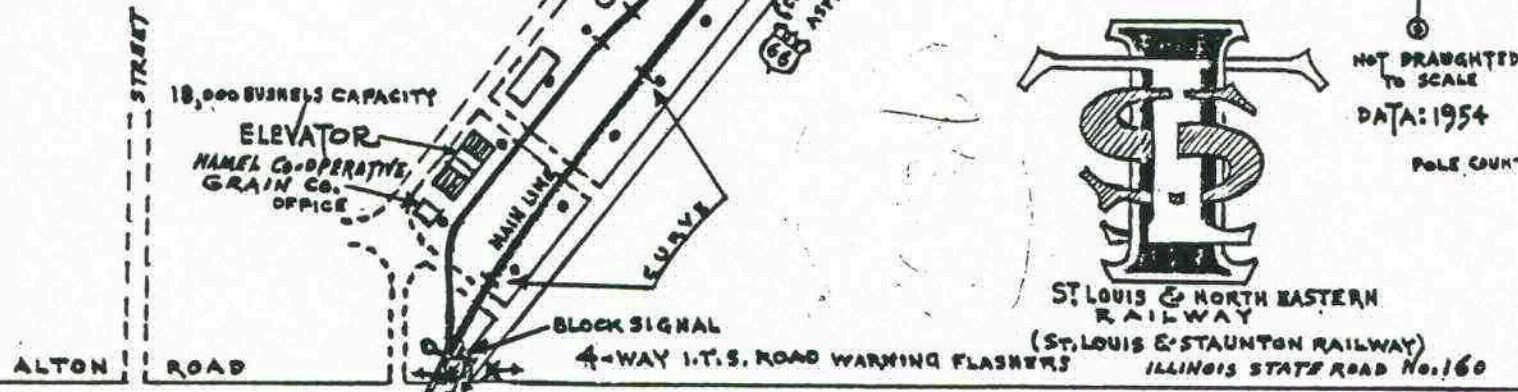 STREET
18,000 BUSHELS CAPACITY
ELEVATOR
HAMEL CO-OPERATIVE
GRAIN CO.
OFFICE
MAIN LINE
CURVE
66
BLOCK SIGNAL
4-WAY I.T.S. ROAD WARNING FLASHERS
ALTON ROAD
NOT DRAUGHTED
TO SCALE
DATA: 1954
POLE COUNT
ST. LOUIS & NORTH EASTERN
RAILWAY
(ST. LOUIS & STAUNTON RAILWAY)
ILLINOIS STATE ROAD No. 160